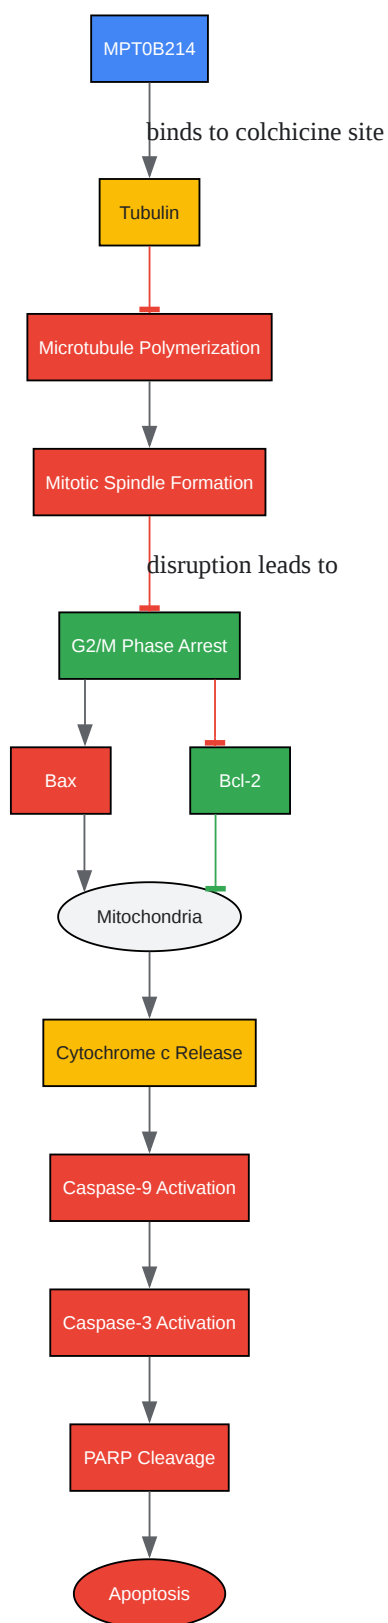 MPT0B214
binds to colchicine site
Tubulin
Microtubule Polymerization
Mitotic Spindle Formation
disruption leads to
G2/M Phase Arrest
Bax
Bcl-2
Mitochondria
Cytochrome c Release
Caspase-9 Activation
Caspase-3 Activation
PARP Cleavage
Apoptosis